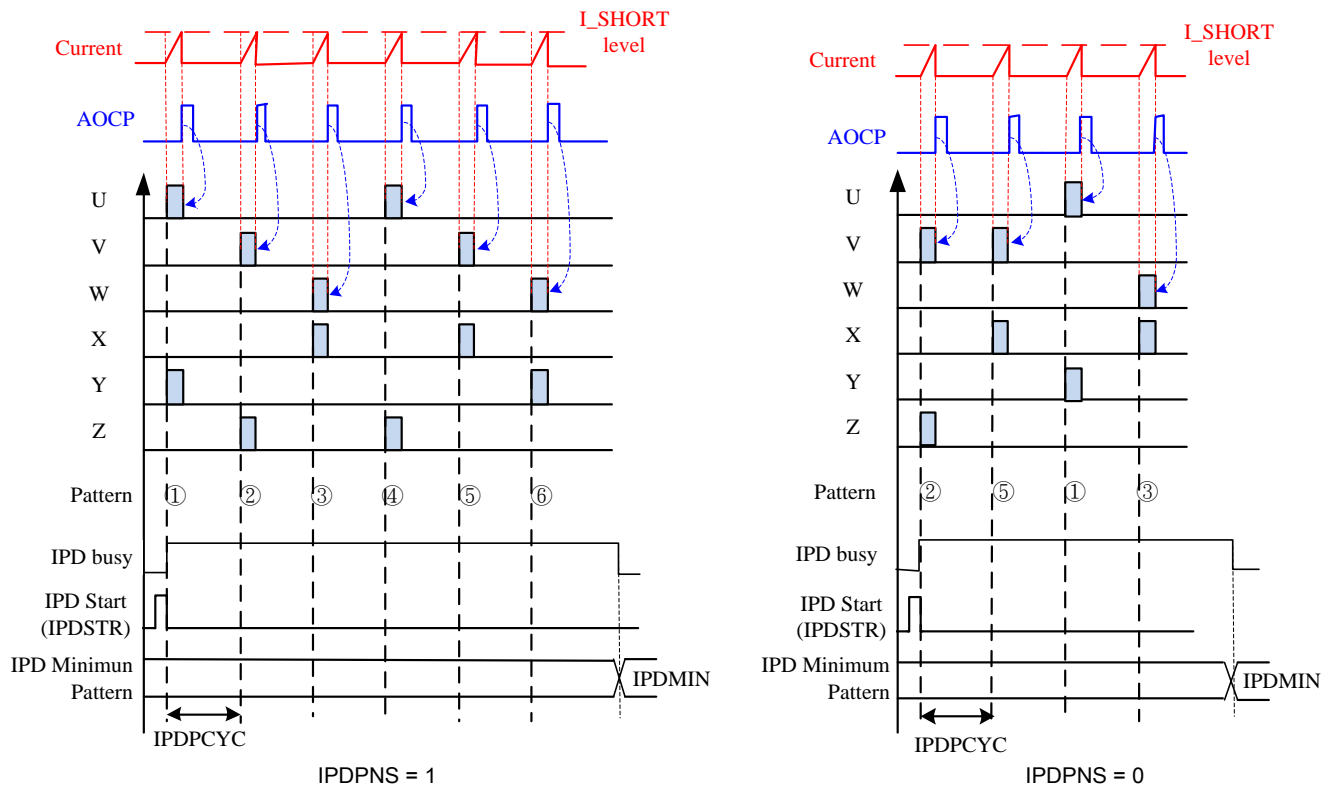 I_SHORT
level
Current
AOCP
U
V
W
X
Y
Z
Pattern ① ② ③ ④ ⑤ ⑥
IPD busy
IPD Start
(IPDSTR)
IPD Minimun
Pattern
IPDMIN
IPDPCYC
IPDPNS = 1
I_SHORT
level
Current
AOCP
U
V
W
X
Y
Z
Pattern ② ⑤ ① ③
IPD busy
IPD Start
(IPDSTR)
IPD Minimum
Pattern
IPDMIN
IPDPCYC
IPDPNS = 0